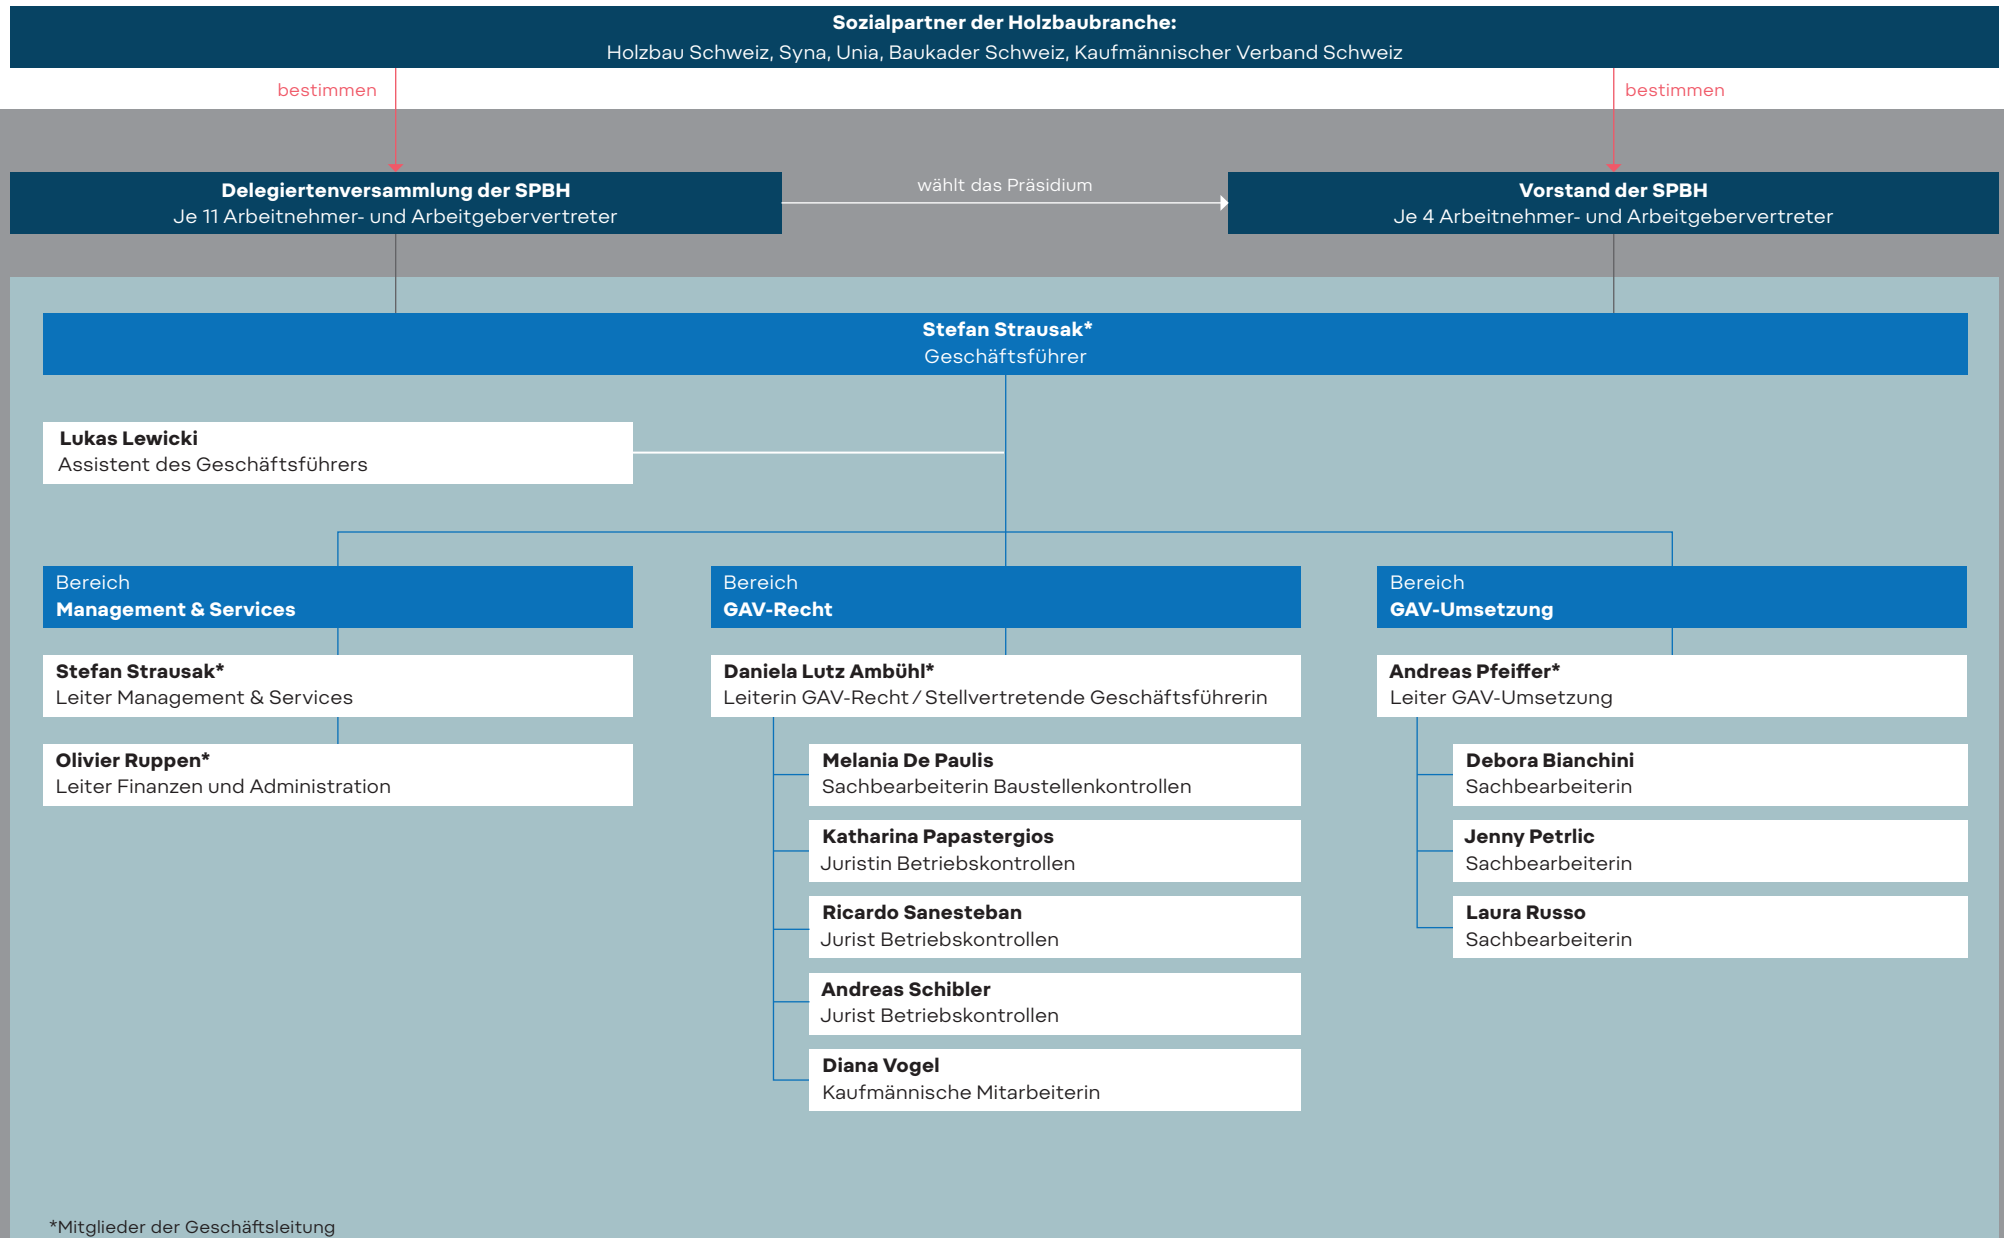 Sozialpartner der Holzbaubranche:
Holzbau Schweiz, Syna, Unia, Baukader Schweiz, Kaufmännischer Verband Schweiz
bestimmen
bestimmen
Delegiertenversammlung der SPBH
Je 11 Arbeitnehmer- und Arbeitgebervertreter
wählt das Präsidium
Vorstand der SPBH
Je 4 Arbeitnehmer- und Arbeitgebervertreter
Stefan Strausak*
Geschäftsführer
Lukas Lewicki
Assistent des Geschäftsführers
Bereich
Management & Services
Stefan Strausak*
Leiter Management & Services
Olivier Ruppen*
Leiter Finanzen und Administration
Bereich
GAV-Recht
Daniela Lutz Ambühl*
Leiterin GAV-Recht / Stellvertretende Geschäftsführerin
Melania De Paulis
Sachbearbeiterin Baustellenkontrollen
Katharina Papastergios
Juristin Betriebskontrollen
Ricardo Sanesteban
Jurist Betriebskontrollen
Andreas Schibler
Jurist Betriebskontrollen
Diana Vogel
Kaufmännische Mitarbeiterin
Bereich
GAV-Umsetzung
Andreas Pfeiffer*
Leiter GAV-Umsetzung
Debora Bianchini
Sachbearbeiterin
Jenny Petrlic
Sachbearbeiterin
Laura Russo
Sachbearbeiterin
*Mitglieder der Geschäftsleitung